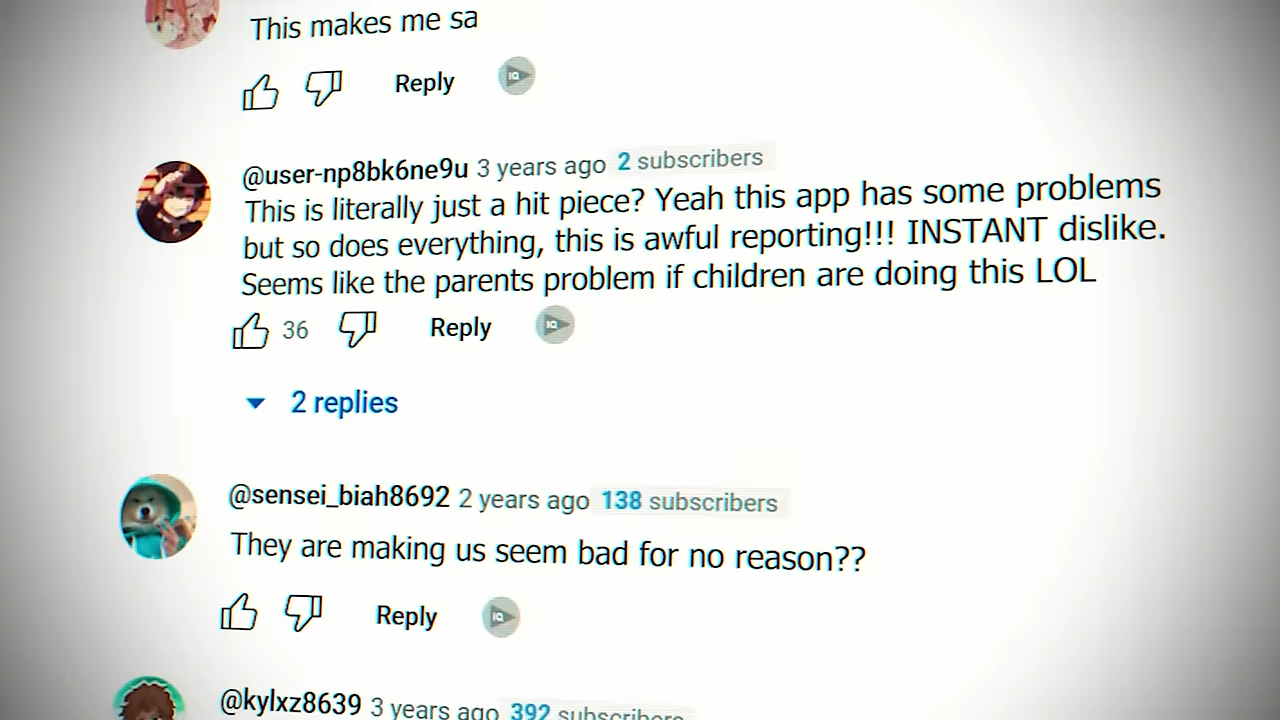 This makes me sa
Reply
@user-np8bk6ne9u 3 years ago 2 subscribers
This is literally just a hit piece? Yeah this app has some problems
but so does everything, this is awful reporting!!! INSTANT dislike.
Seems like the parents problem if children are doing this LOL
36 Reply
2 replies
@sensei_biah8692 2 years ago 138 subscribers
They are making us seem bad for no reason??
Reply
@kylxz8639 3 years ago 392 subscribers